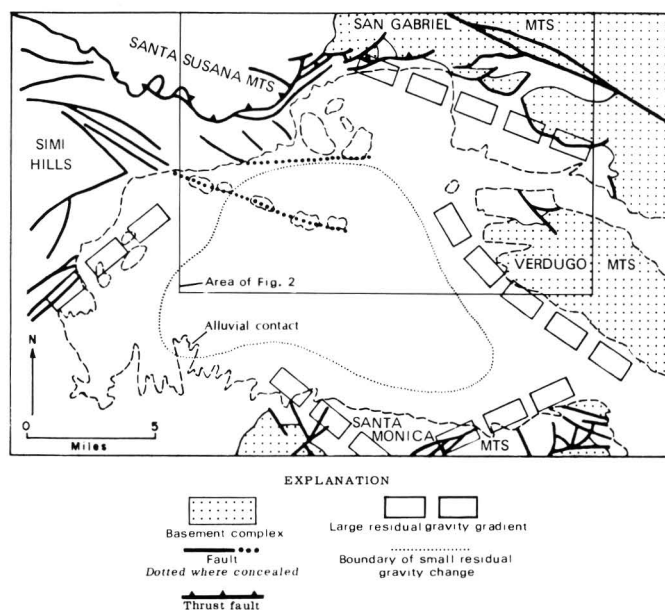 SAN GABRIEL MTS
SANTA SUSANA MTS
SIMI
HILLS
VERDUGO MTS
Area of Fig. 2
Alluvial contact
N
0 5
Miles
SANTA
MONICA
MTS
EXPLANATION
Basement complex
Large residual gravity gradient
Fault
Dotted where concealed
Boundary of small residual
gravity change
Thrust fault